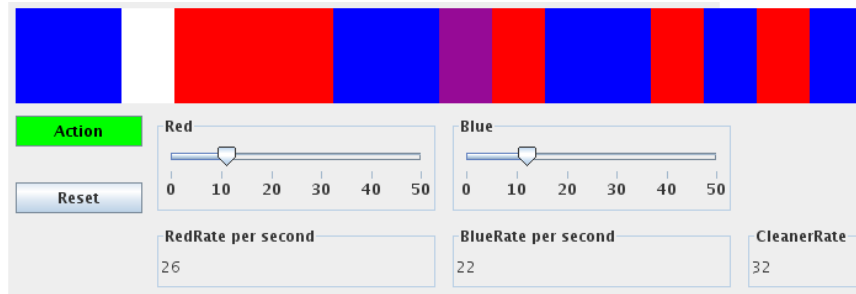 Action
Red
Blue
0 10 20 30 40 50
0 10 20 30 40 50
Reset
RedRate per second
BlueRate per second
CleanerRate
26
22
32